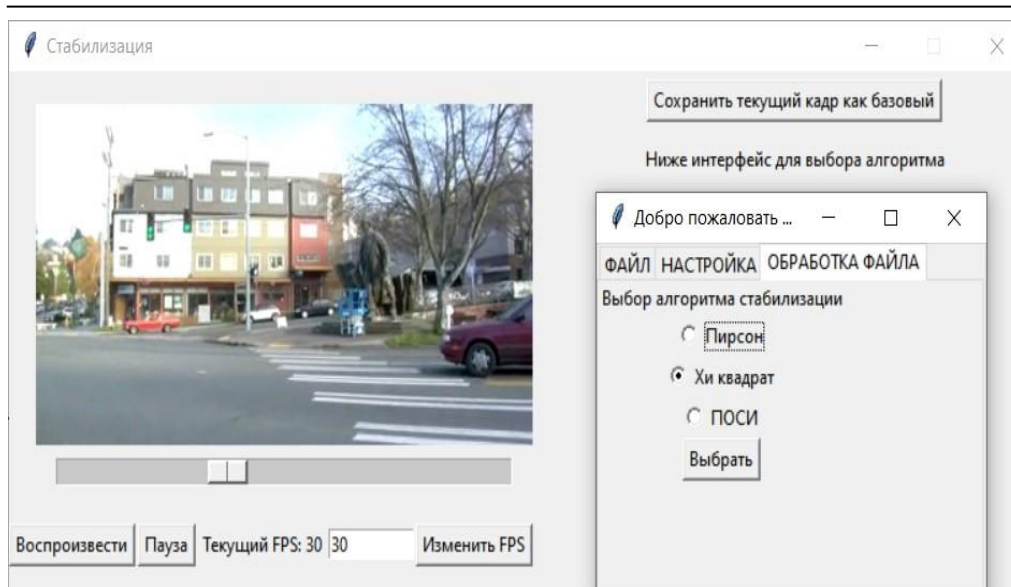 Стабилизация
Сохранить текущий кадр как базовый
Ниже интерфейс для выбора алгоритма
Добро пожаловать ...
ФАЙЛ НАСТРОЙКА ОБРАБОТКА ФАЙЛА
Выбор алгоритма стабилизации
Пирсон
Хи квадрат
ПОСИ
Выбрать
Воспроизвести Пауза Текущий FPS: 30 30 Изменить FPS